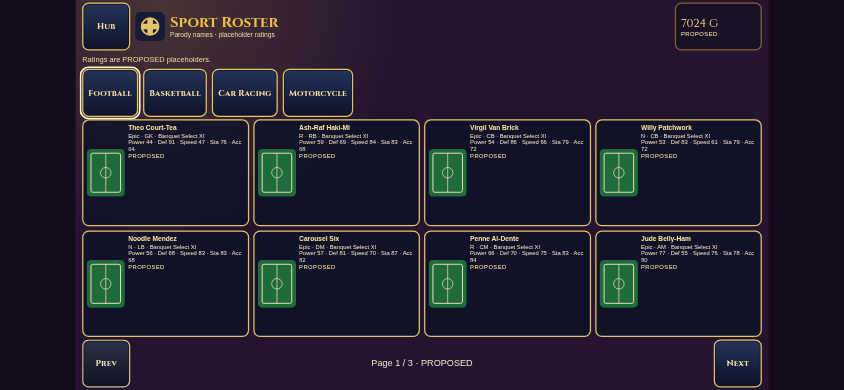 Hub
Sport Roster
Parody names · placeholder ratings
7024 G
PROPOSED
Ratings are PROPOSED placeholders.
Football
Basketball
Car Racing
Motorcycle
Theo Court-Tea
Epic · GK · Banquet Select XI
Power 44 · Def 91 · Speed 47 · Sta 76 · Acc
64
PROPOSED
Ash-Raf Haki-Mi
R · RB · Banquet Select XI
Power 59 · Def 69 · Speed 84 · Sta 83 · Acc
68
PROPOSED
Virgil Van Brick
Epic · CB · Banquet Select XI
Power 54 · Def 86 · Speed 66 · Sta 79 · Acc
72
PROPOSED
Willy Patchwork
N · CB · Banquet Select XI
Power 53 · Def 83 · Speed 61 · Sta 79 · Acc
72
PROPOSED
Noodle Mendez
N · LB · Banquet Select XI
Power 56 · Def 68 · Speed 83 · Sta 83 · Acc
68
PROPOSED
Carousel Six
Epic · DM · Banquet Select XI
Power 57 · Def 81 · Speed 70 · Sta 87 · Acc
82
PROPOSED
Penne Al-Dente
R · CM · Banquet Select XI
Power 66 · Def 70 · Speed 75 · Sta 83 · Acc
84
PROPOSED
Jude Belly-Ham
Epic · AM · Banquet Select XI
Power 77 · Def 55 · Speed 76 · Sta 78 · Acc
80
PROPOSED
Prev
Page 1 / 3 · PROPOSED
Next